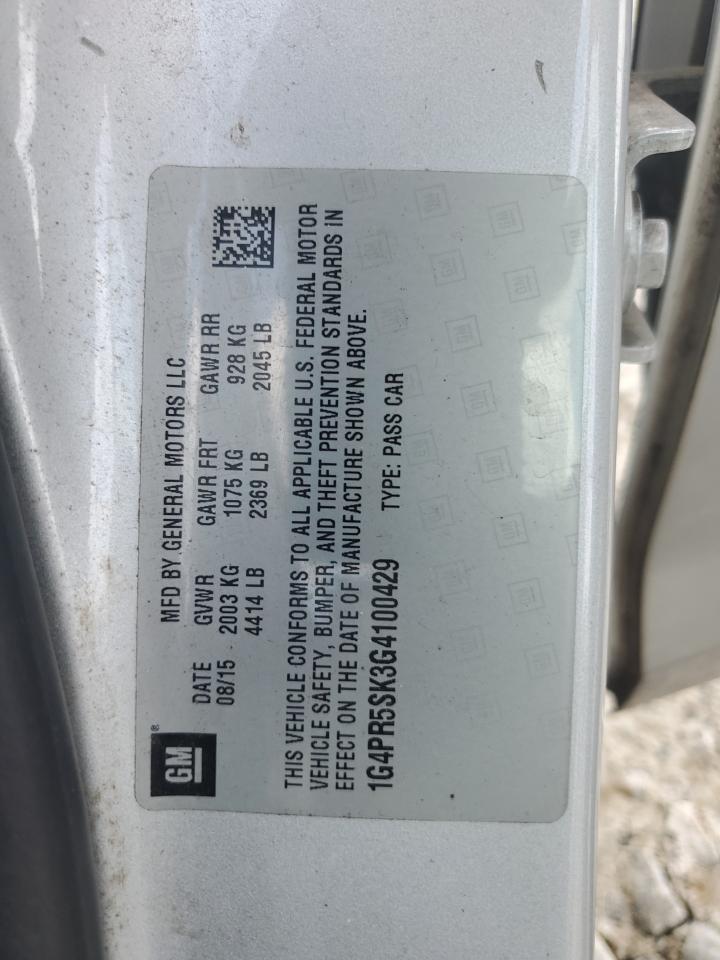 GM ®
MFD BY GENERAL MOTORS LLC
DATE GVWR GAWR FRT GAWR RR
08/15 2003 KG 1075 KG 928 KG
4414 LB 2369 LB 2045 LB
THIS VEHICLE CONFORMS TO ALL APPLICABLE U.S. FEDERAL MOTOR
VEHICLE SAFETY, BUMPER, AND THEFT PREVENTION STANDARDS IN
EFFECT ON THE DATE OF MANUFACTURE SHOWN ABOVE.
1G4PR5SK3G4100429 TYPE: PASS CAR